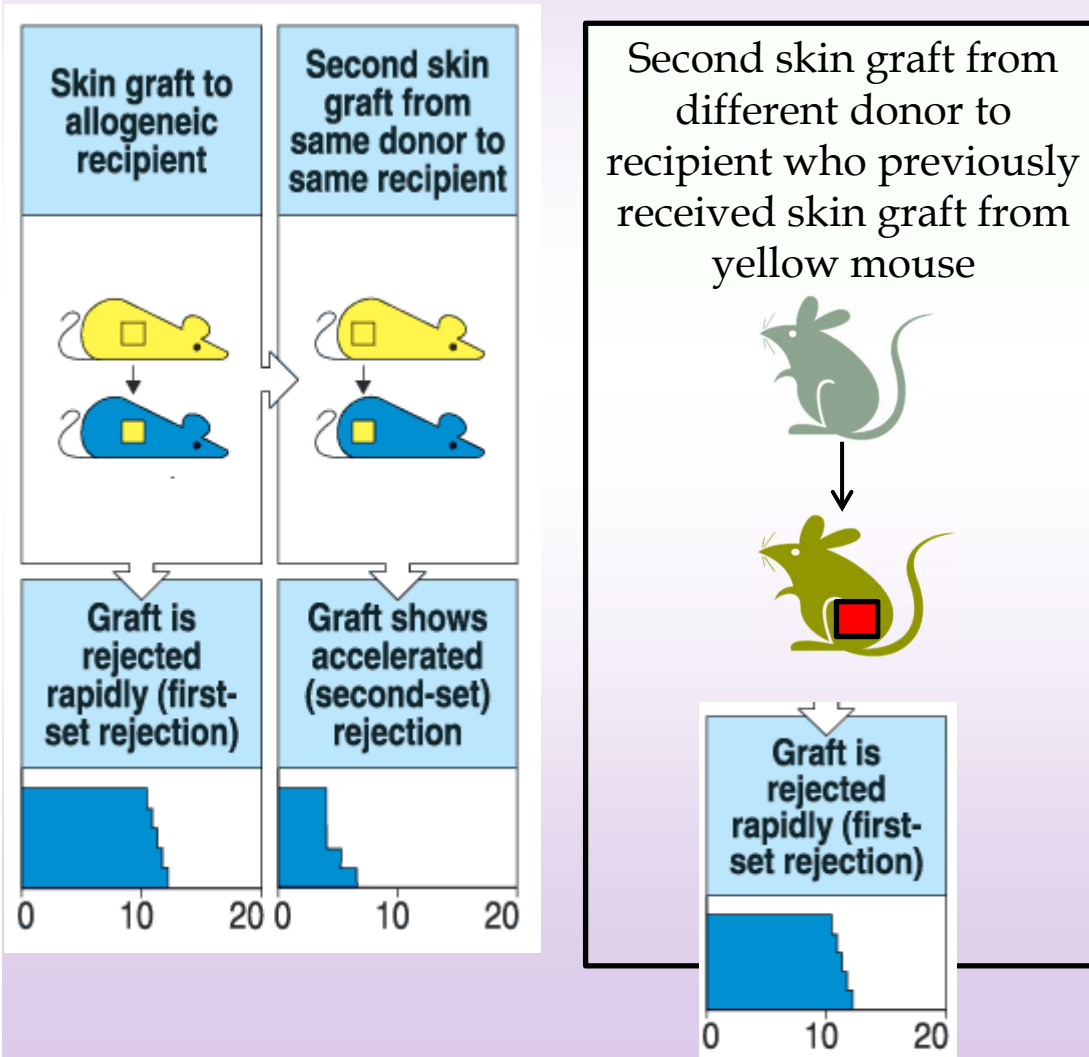 Skin graft to
allogeneic
recipient
Second skin
graft from
same donor to
same recipient
Graft is
rejected
rapidly (first-
set rejection)
Graft shows
accelerated
(second-set)
rejection
0 10 20
0 10 20
Second skin graft from
different donor to
recipient who previously
received skin graft from
yellow mouse
Graft is
rejected
rapidly (first-
set rejection)
0 10 20